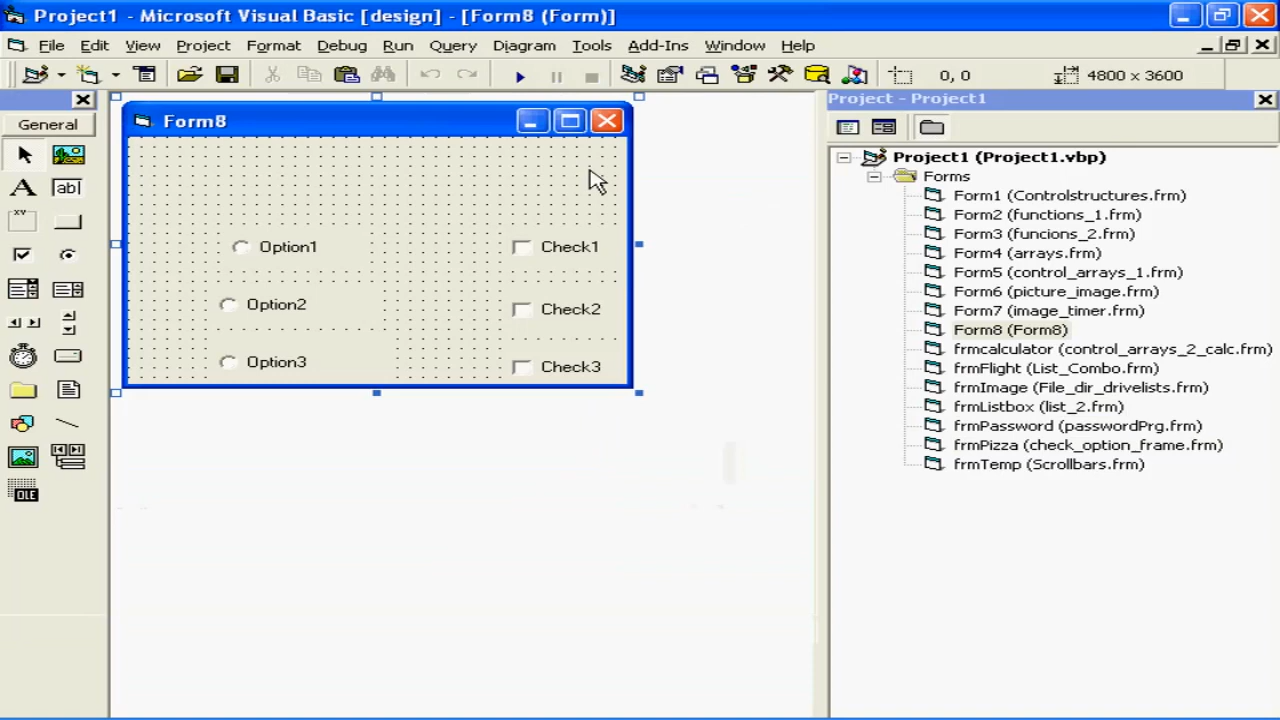 Project1 - Microsoft Visual Basic [design] - [Form8 (Form)]
File Edit View Project Format Debug Run Query Diagram Tools Add-Ins Window Help
0, 0 4800 x 3600
General
A abl
xy
OLE
Form8
Option1 Check1
Option2 Check2
Option3 Check3
Project - Project1
Project1 (Project1.vbp)
Forms
Form1 (Controlstructures.frm)
Form2 (functions_1.frm)
Form3 (funcions_2.frm)
Form4 (arrays.frm)
Form5 (control_arrays_1.frm)
Form6 (picture_image.frm)
Form7 (image_timer.frm)
Form8 (Form8)
frmcalculator (control_arrays_2_calc.frm)
frmFlight (List_Combo.frm)
frmImage (File_dir_drivelists.frm)
frmListbox (list_2.frm)
frmPassword (passwordPrg.frm)
frmPizza (check_option_frame.frm)
frmTemp (Scrollbars.frm)